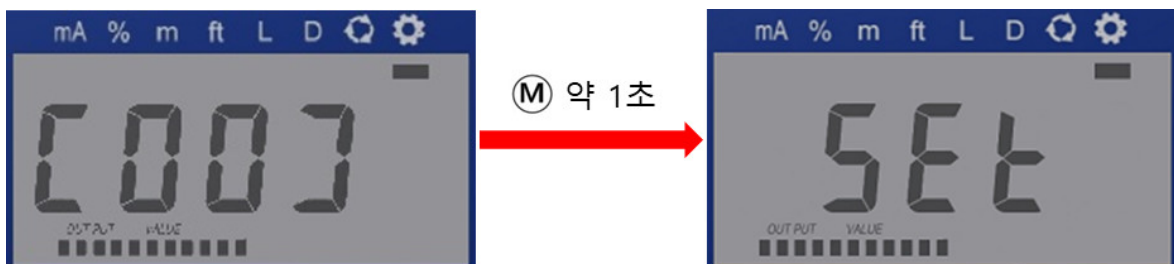 mA % m ft L D
[00]
OUTPUT VALUE
Ⓜ 약 1초
mA % m ft L D
SEt
OUTPUT VALUE